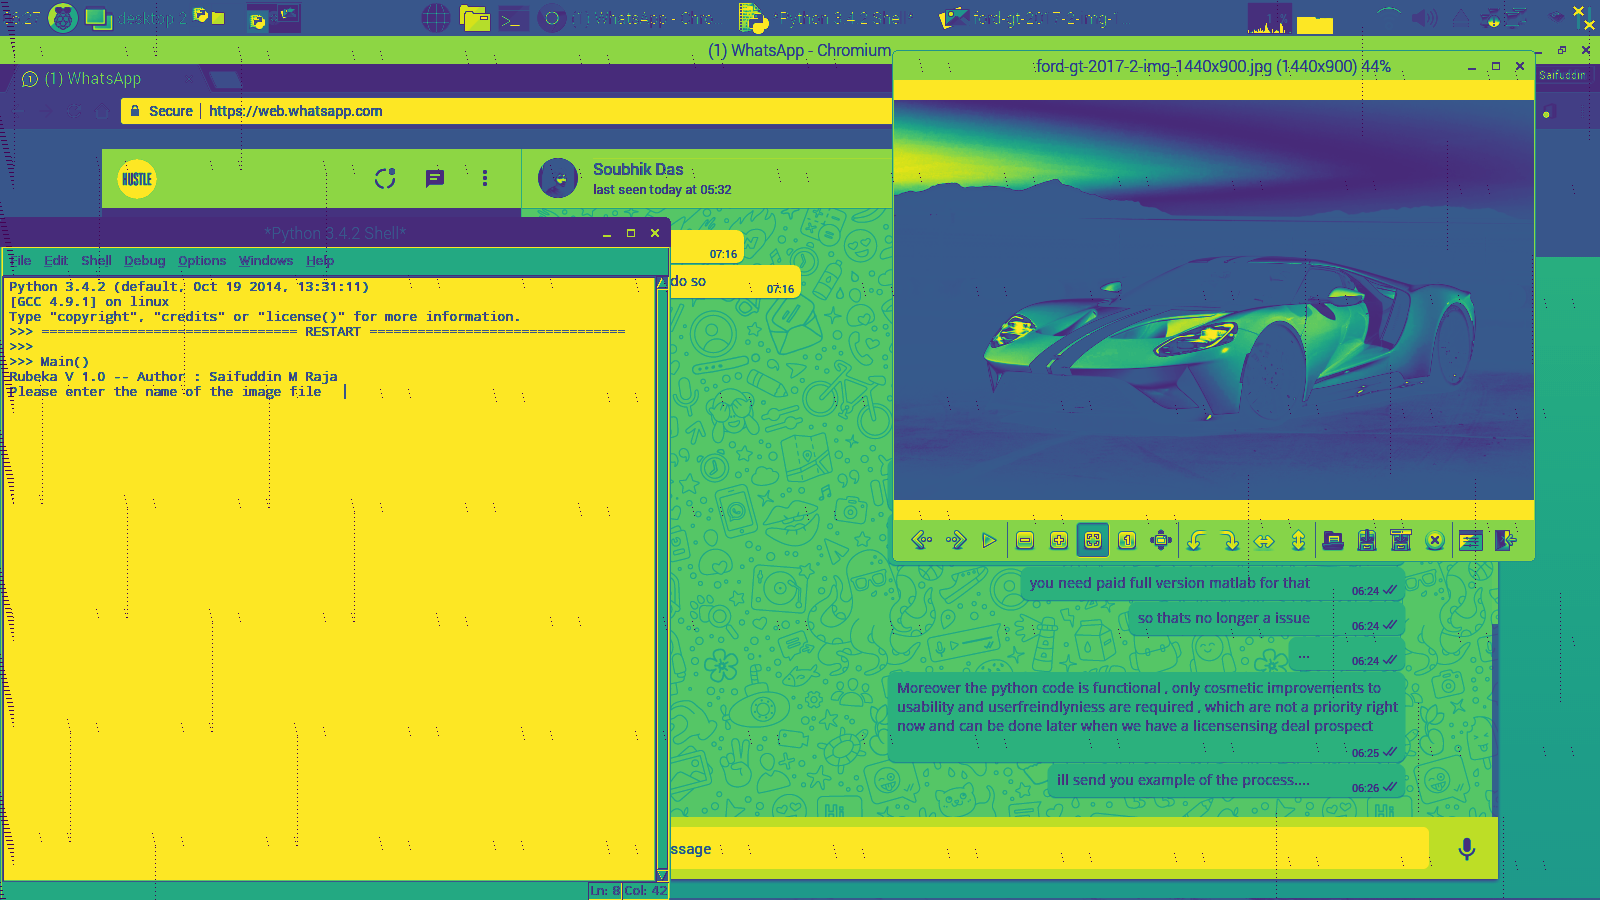 27 desktop 2 (1) WhatsApp - Chro *Python 3.4.2 Shell* ford-gt-2017-2-img-1
(1) WhatsApp - Chromium
(1) WhatsApp
Saifuddin
Secure https://web.whatsapp.com
ford-gt-2017-2-img-1440x900.jpg (1440x900) 44%
HUSTLE
Soubhik Das
last seen today at 05:32
07:16
do so
07:16
*Python 3.4.2 Shell*
File Edit Shell Debug Options Windows Help
Python 3.4.2 (default, Oct 19 2014, 13:31:11)
[GCC 4.9.1] on linux
Type "copyright", "credits" or "license()" for more information.
>>> ================================ RESTART ================================
>>>
>>> Main()
Rubeka V 1.0 -- Author : Saifuddin M Raja
Please enter the name of the image file
Ln: 8 Col: 42
you need paid full version matlab for that
06:24
so thats no longer a issue
06:24
...
06:24
Moreover the python code is functional , only cosmetic improvements to
usability and userfreindlyniess are required , which are not a priority right
now and can be done later when we have a licensensing deal prospect
06:25
ill send you example of the process....
06:26
ssage